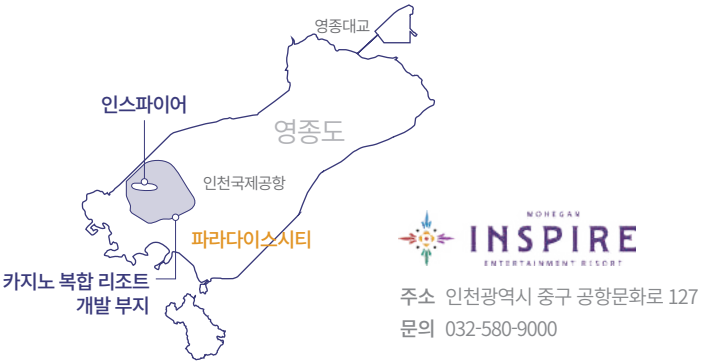 영종대교
인스파이어
영종도
인천국제공항
파라다이스시티
카지노 복합 리조트
개발 부지
MOHEGAN
INSPIRE
ENTERTAINMENT RESORT
주소 인천광역시 중구 공항문화로 127
문의 032-580-9000